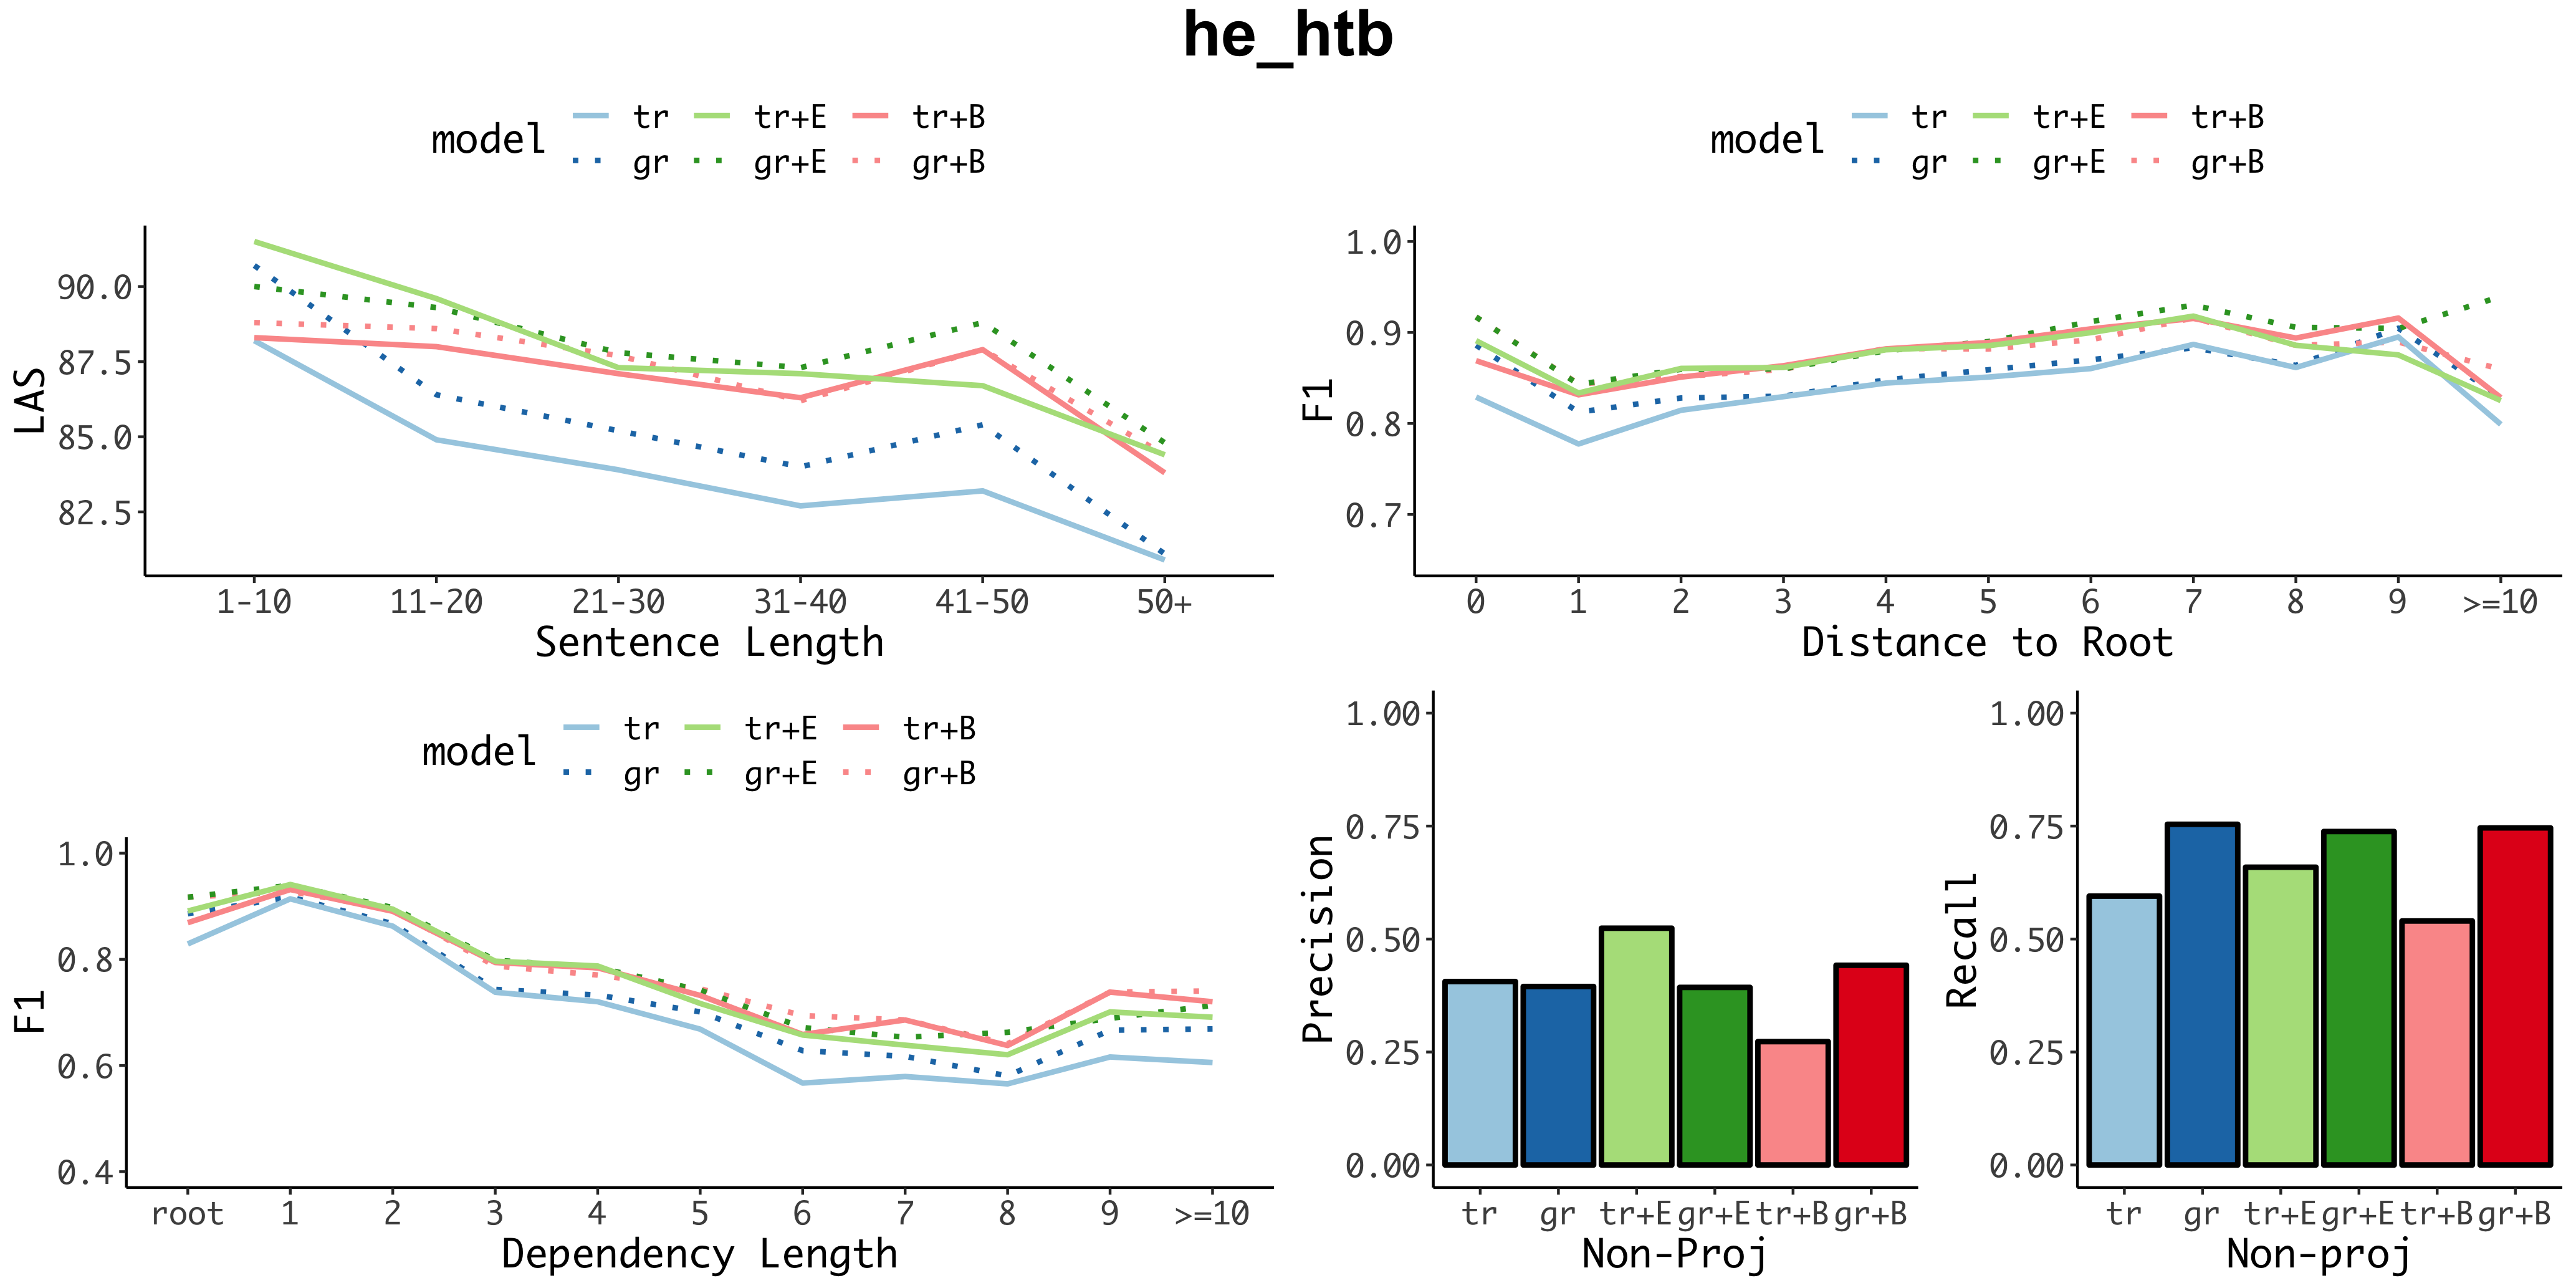 he_htb
model tr tr+E tr+B
gr gr+E gr+B
LAS
90.0
87.5
85.0
82.5
1-10 11-20 21-30 31-40 41-50 50+
Sentence Length
model tr tr+E tr+B
gr gr+E gr+B
F1
1.0
0.9
0.8
0.7
0 1 2 3 4 5 6 7 8 9 >=10
Distance to Root
model tr tr+E tr+B
gr gr+E gr+B
F1
1.0
0.8
0.6
0.4
root 1 2 3 4 5 6 7 8 9 >=10
Dependency Length
Precision
1.00
0.75
0.50
0.25
0.00
tr gr tr+E gr+E tr+B gr+B
Non-Proj
Recall
1.00
0.75
0.50
0.25
0.00
tr gr tr+E gr+E tr+B gr+B
Non-proj